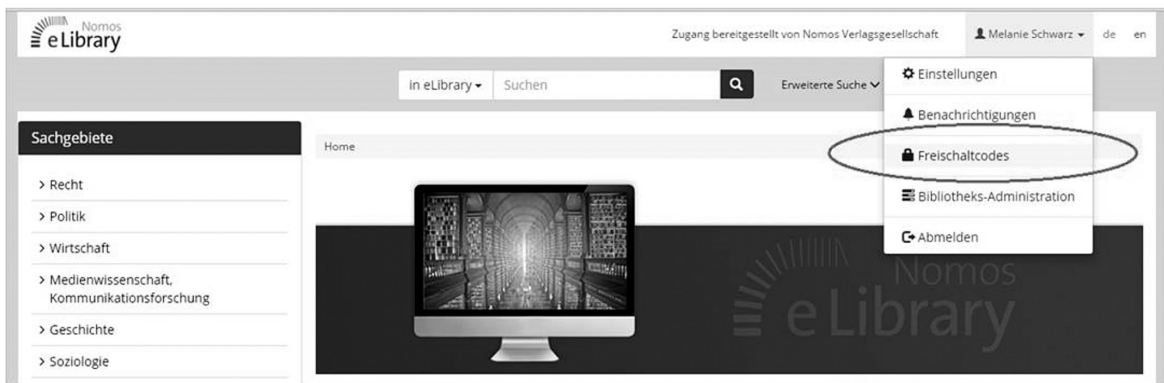 Nomos
eLibrary
Zugang bereitgestellt von Nomos Verlagsgesellschaft
Melanie Schwarz
de en
in eLibrary
Suchen
Erweiterte Suche
Einstellungen
Benachrichtigungen
Freischaltcodes
Bibliotheks-Administration
Abmelden
Sachgebiete
> Recht
> Politik
> Wirtschaft
> Medienwissenschaft,
Kommunikationsforschung
> Geschichte
> Soziologie
Home
Nomos
eLibrary